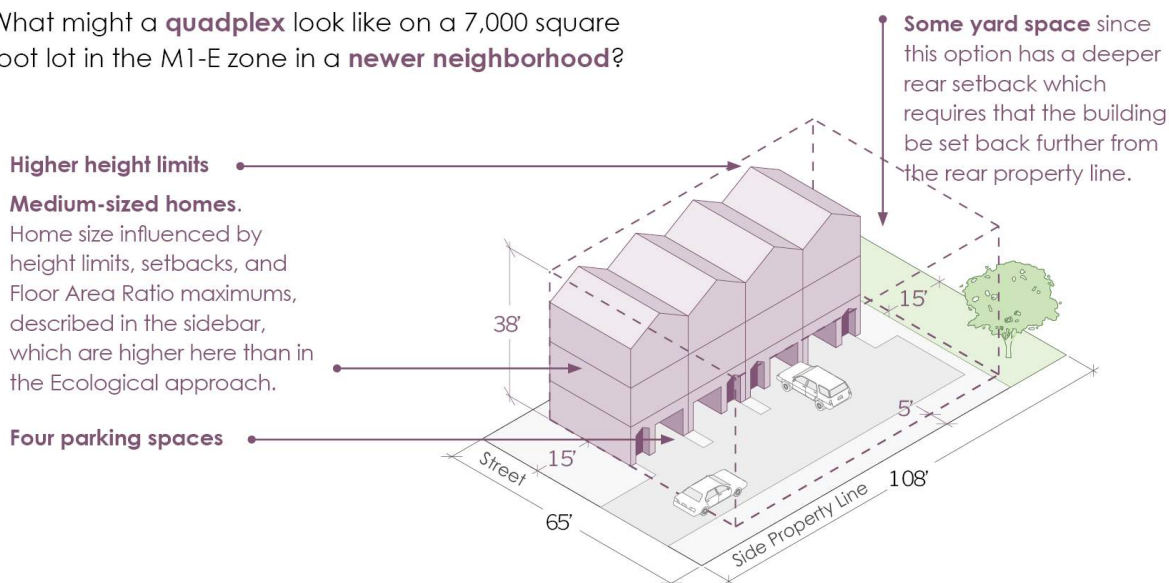 What might a quadplex look like on a 7,000 square
foot lot in the M1-E zone in a newer neighborhood?
Some yard space since
this option has a deeper
rear setback which
requires that the building
be set back further from
the rear property line.
Higher height limits
Medium-sized homes.
Home size influenced by
height limits, setbacks, and
Floor Area Ratio maximums,
described in the sidebar,
which are higher here than in
the Ecological approach.
Four parking spaces
38'
15'
5'
15'
Street
65'
Side Property Line
108'